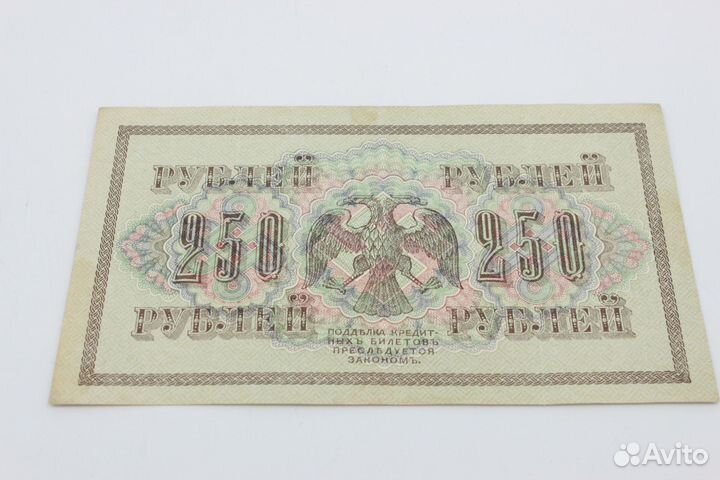 РУБЛЕЙ РУБЛЕЙ
250 250
РУБЛЕЙ РУБЛЕЙ
ПОДДѢЛКА КРЕДИТ-
НЫХЪ БИЛЕТОВЪ
ПРЕСЛѢДУЕТСЯ
ЗАКОНОМЪ.
Avito